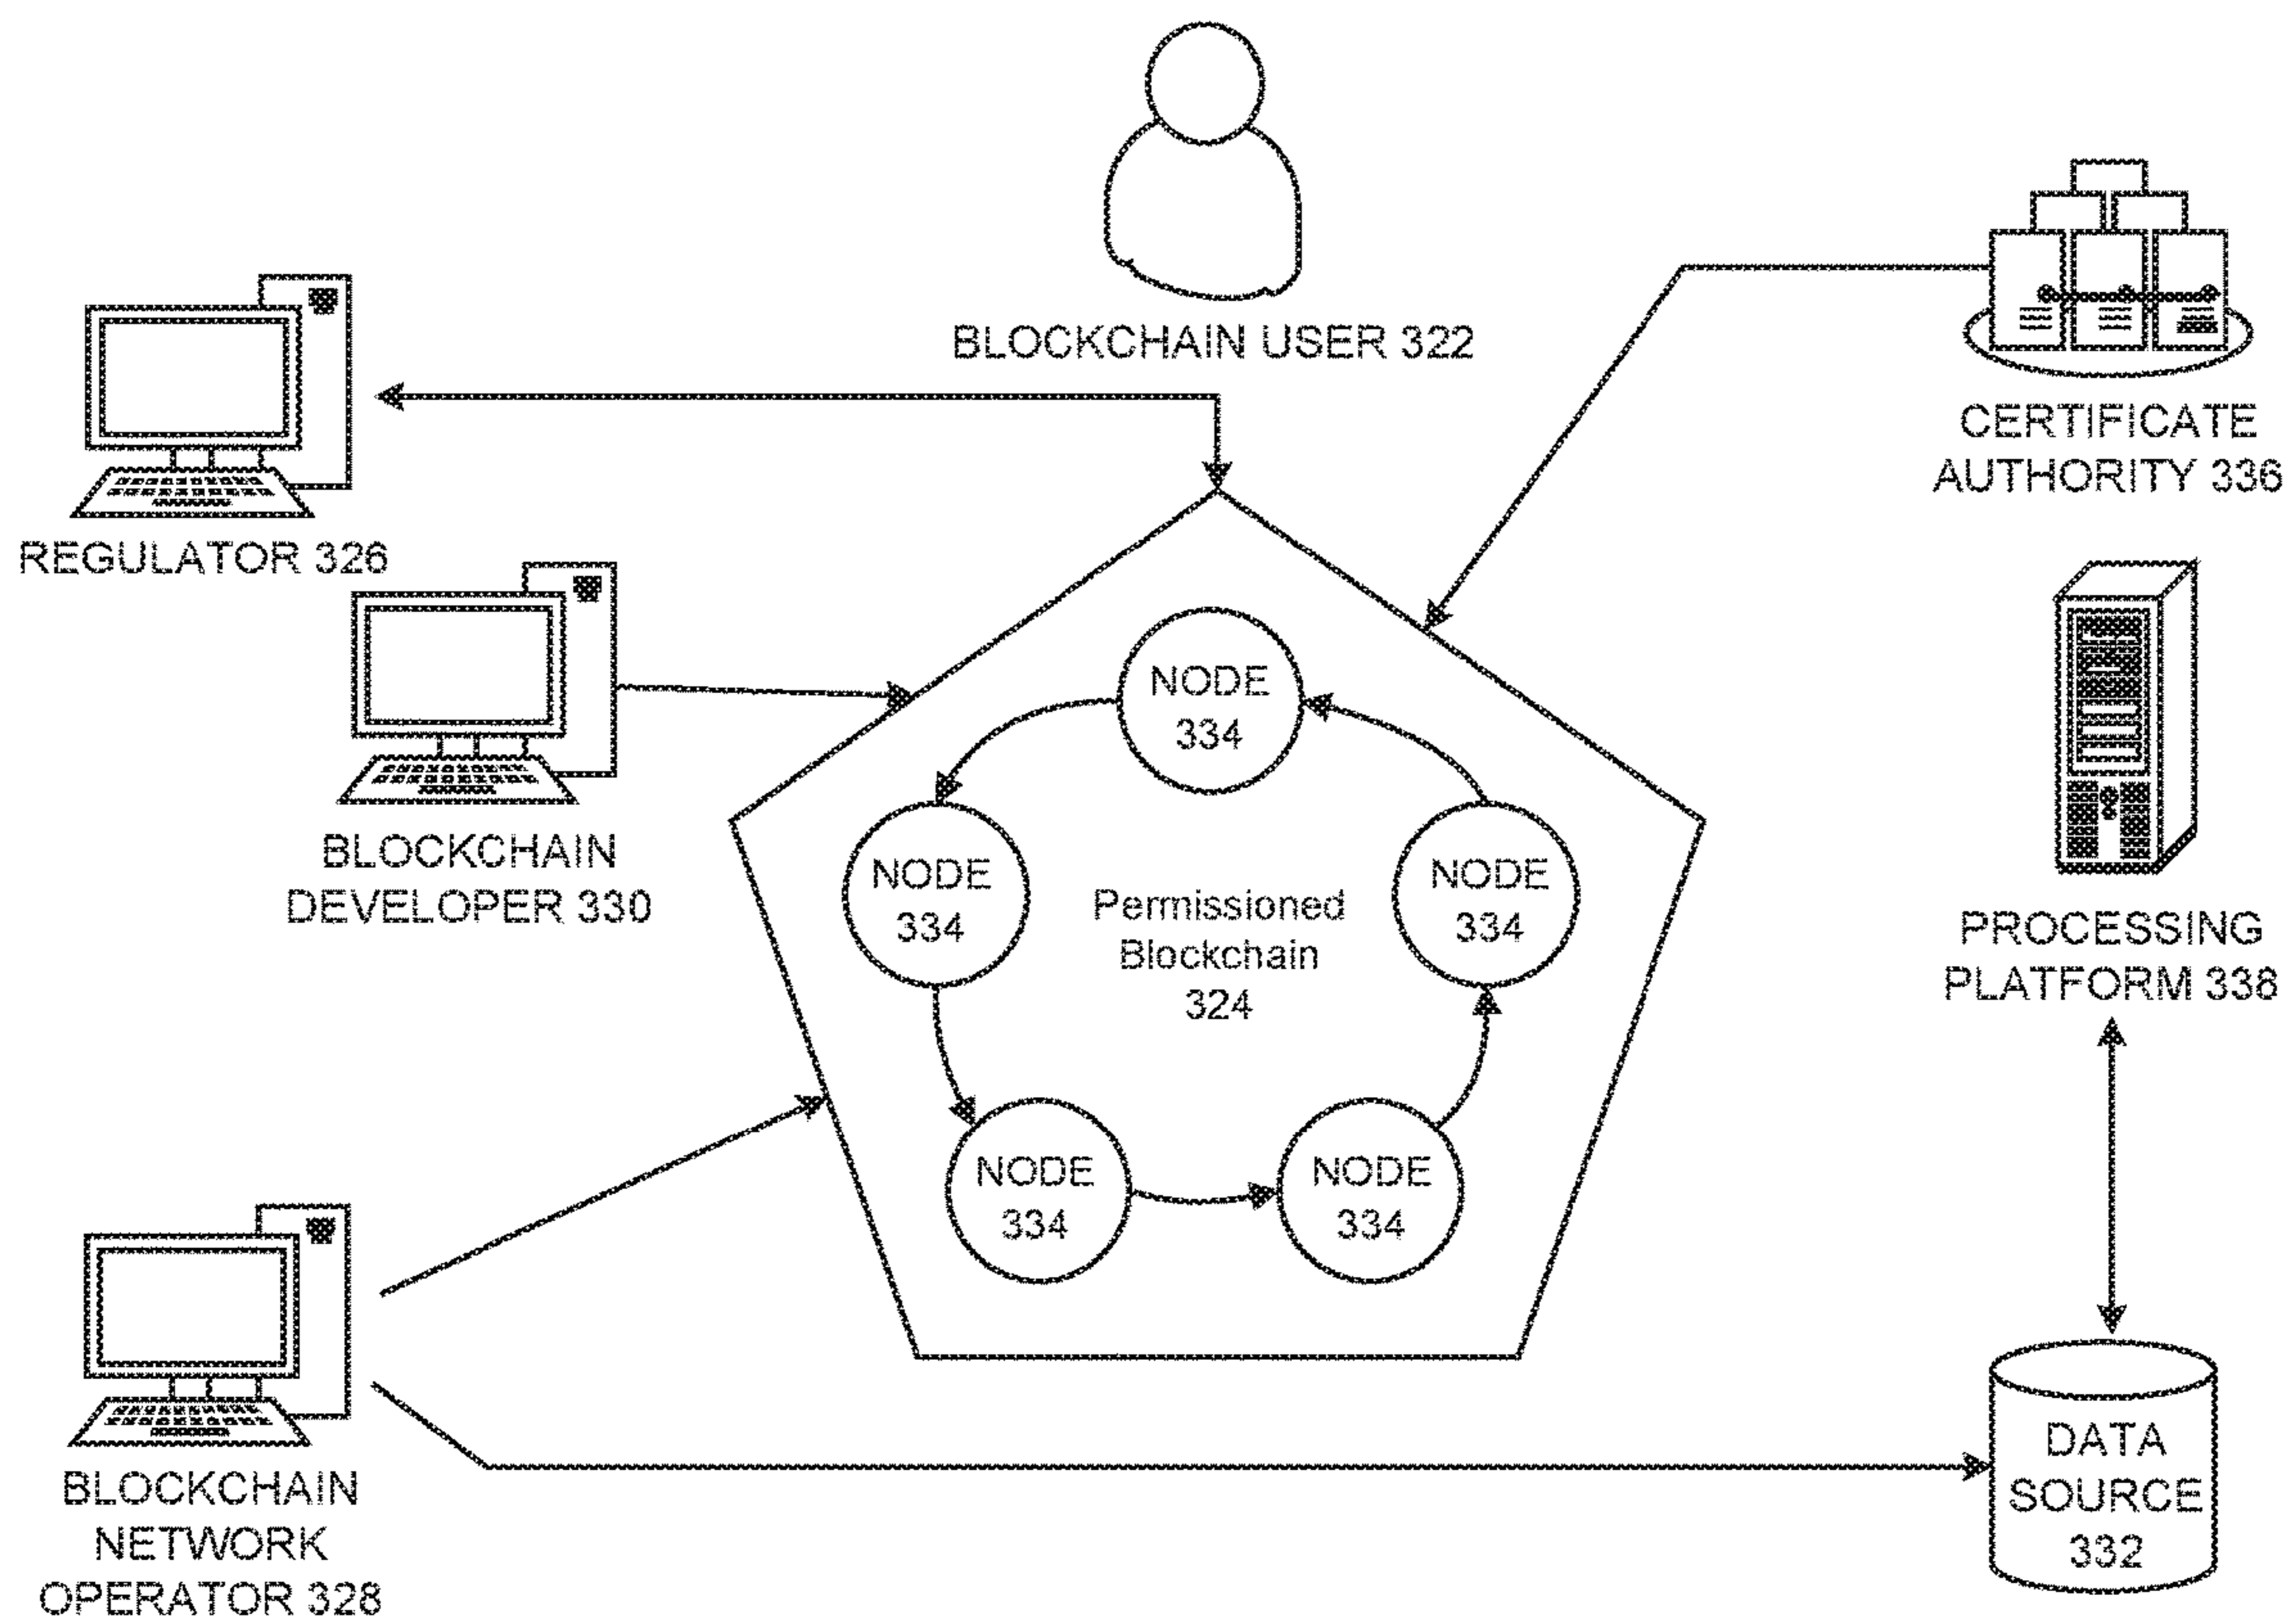 BLOCKCHAIN USER 322
CERTIFICATE
AUTHORITY 336
REGULATOR 326
BLOCKCHAIN
DEVELOPER 330
NODE
334
NODE
334
Permissioned
Blockchain
324
NODE
334
NODE
334
NODE
334
PROCESSING
PLATFORM 338
BLOCKCHAIN
NETWORK
OPERATOR 328
DATA
SOURCE
332